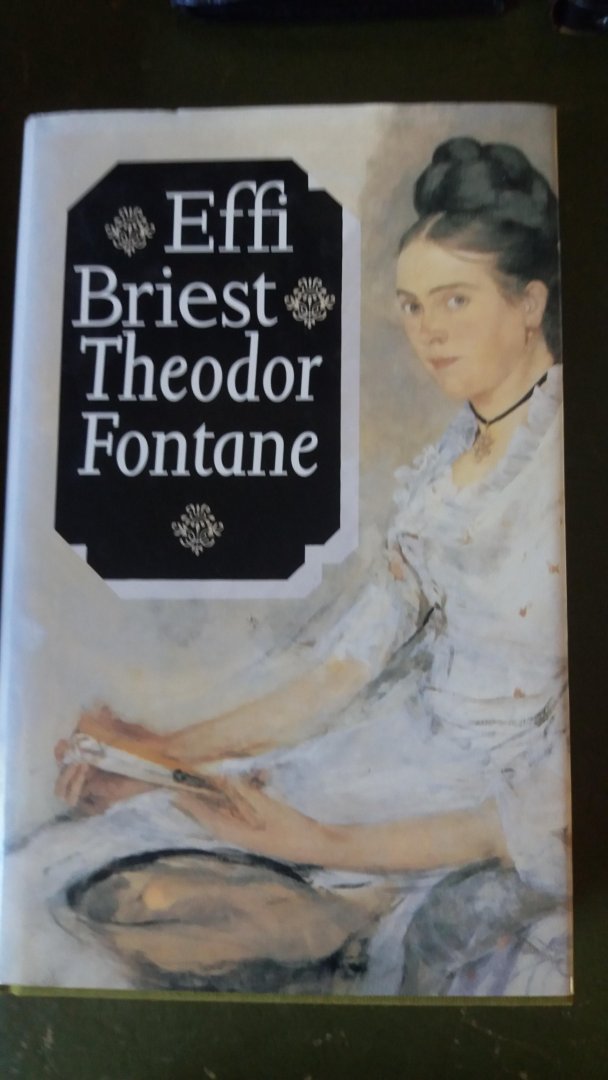 Effi
Briest
Theodor
Fontane